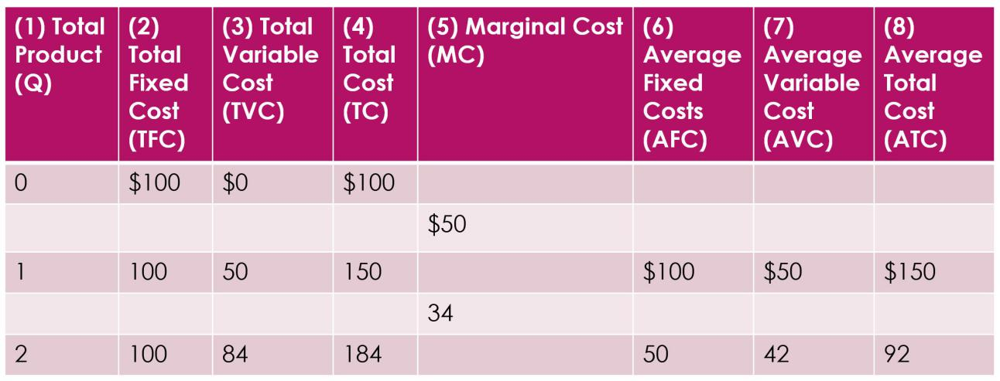 (1) Total Product (Q) | (2) Total Fixed Cost (TFC) | (3) Total Variable Cost (TVC) | (4) Total Cost (TC) | (5) Marginal Cost (MC) | (6) Average Fixed Costs (AFC) | (7) Average Variable Cost (AVC) | (8) Average Total Cost (ATC)
0 $100 $0 $100
$50
1 100 50 150 $100 $50 $150
34
2 100 84 184 50 42 92